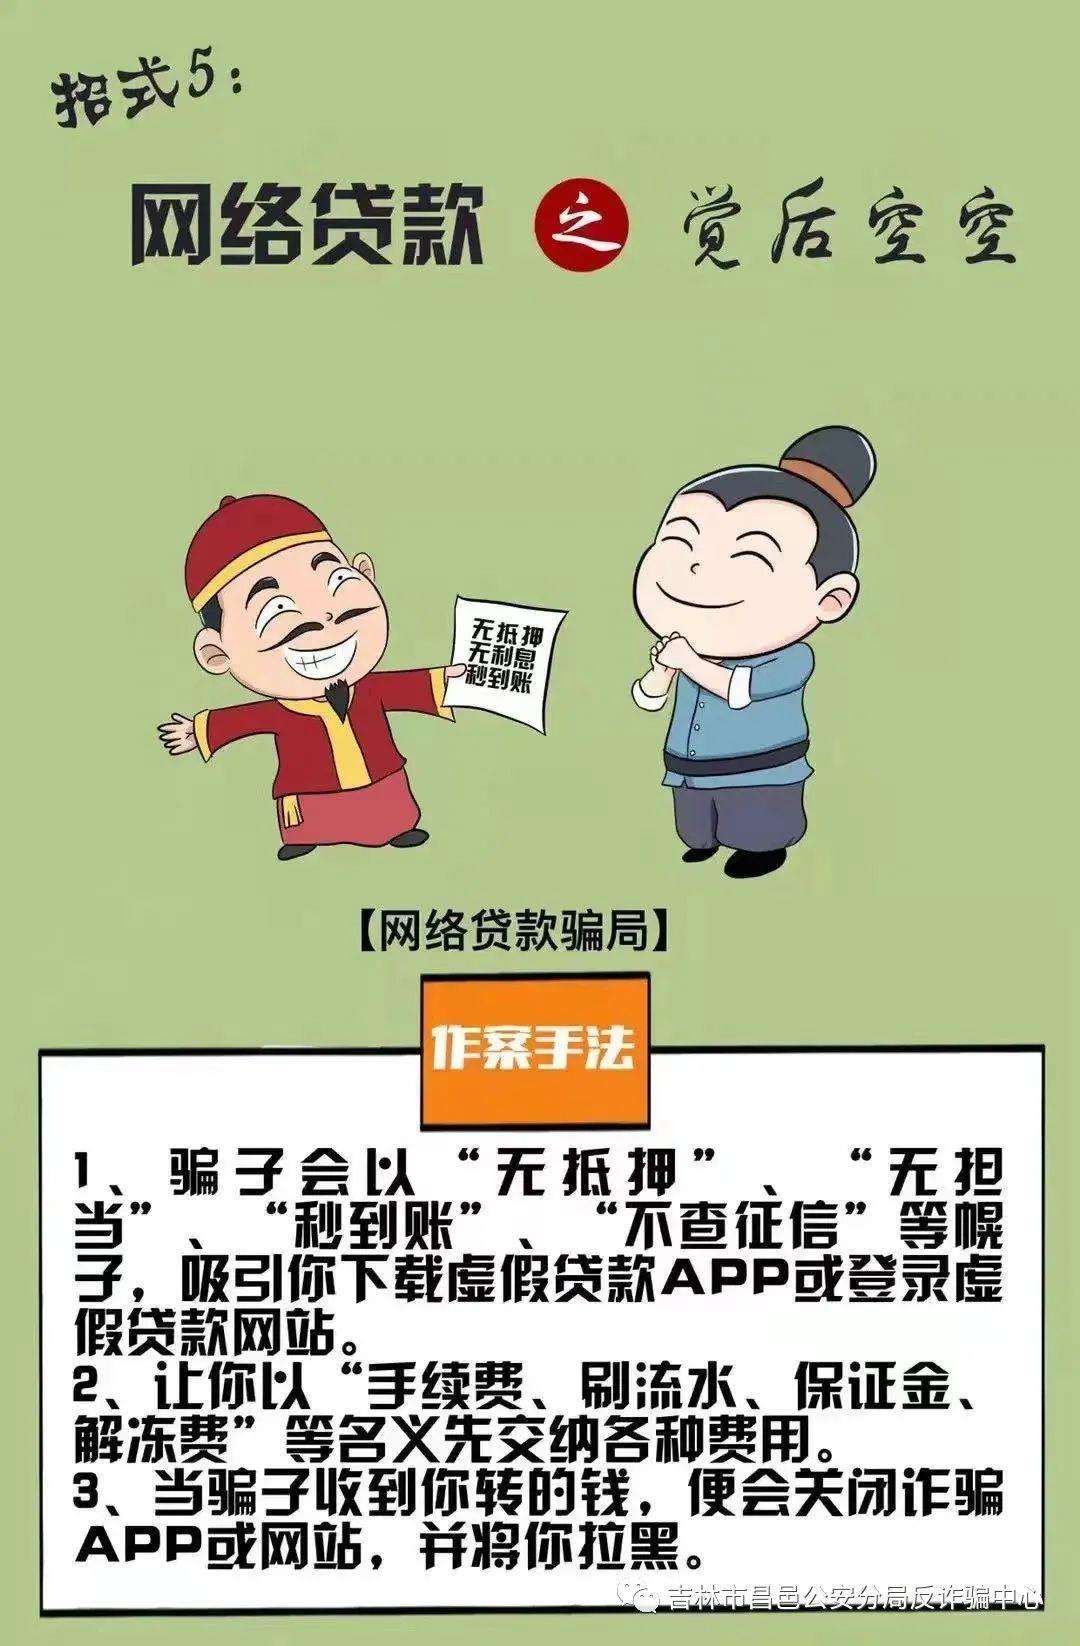 招式5：
网络贷款 之 觉后空空
无抵押
无利息
秒到账
【网络贷款骗局】
作案手法
1、骗子会以“无抵押”、“无担
当”、“秒到账”、“不查征信”等幌
子，吸引你下载虚假贷款APP或登录虚
假贷款网站。
2、让你以“手续费、刷流水、保证金、
解冻费”等名义先交纳各种费用。
3、当骗子收到你转的钱，便会关闭诈骗
APP或网站，并将你拉黑。
吉林市昌邑公安分局反诈骗中心